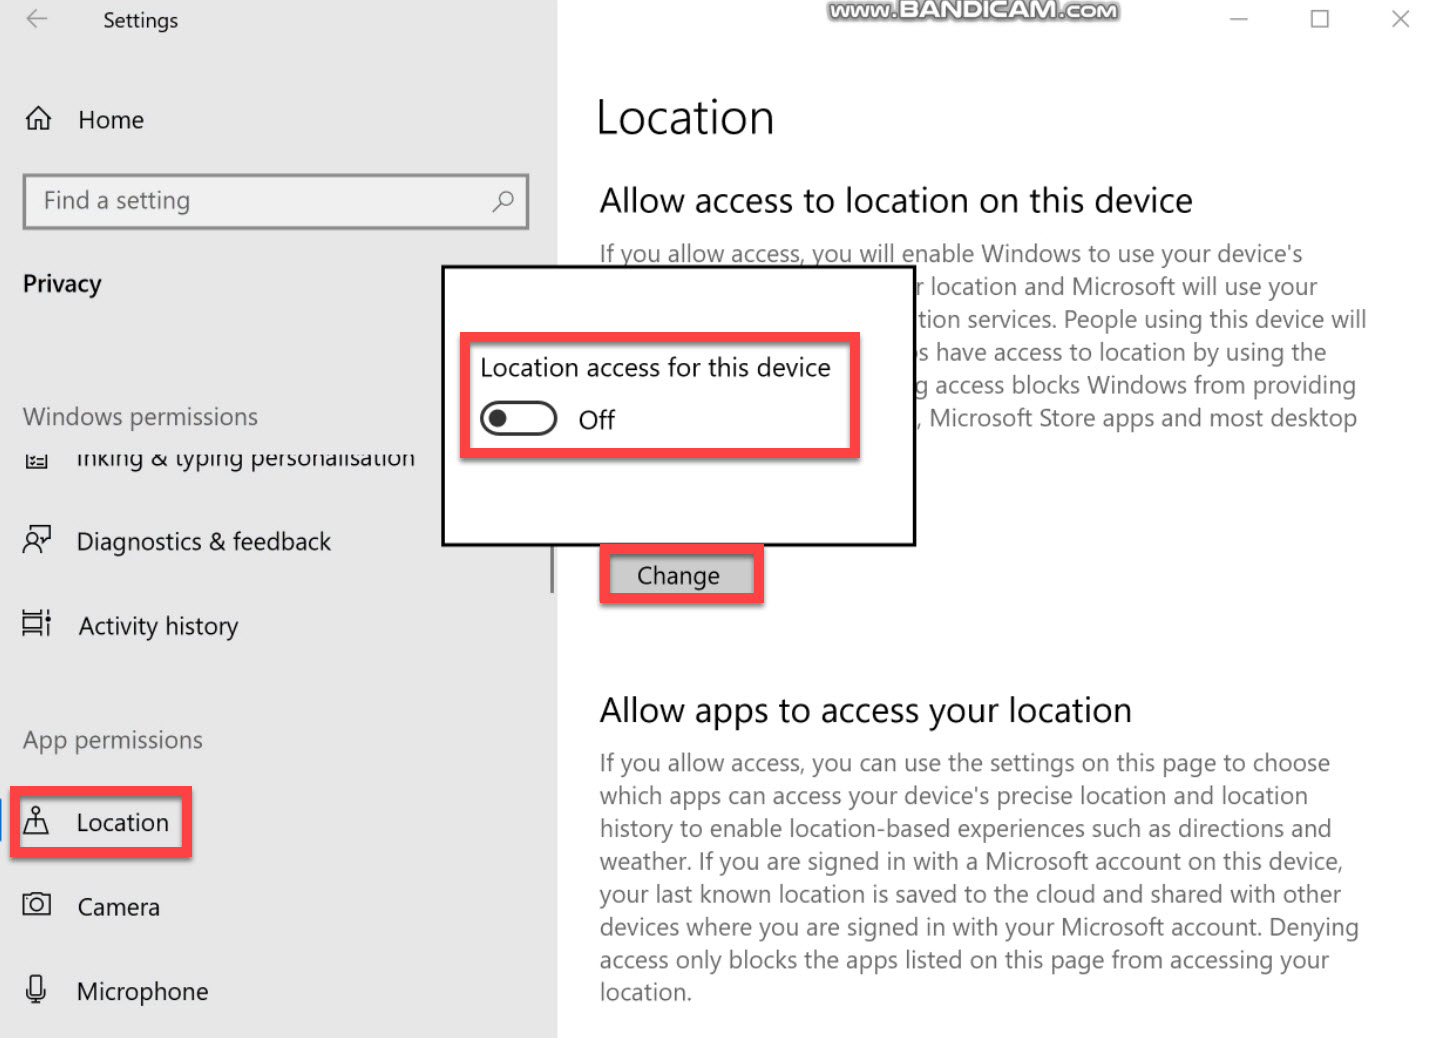 Settings
www.BANDICAM.com
Home
Find a setting
Privacy
Windows permissions
Inking & typing personalisation
Diagnostics & feedback
Activity history
App permissions
Location
Camera
Microphone
Location
Allow access to location on this device
If you allow access, you will enable Windows to use your device's
location and Microsoft will use your
services. People using this device will
have access to location by using the
access blocks Windows from providing
, Microsoft Store apps and most desktop
Location access for this device
Off
Change
Allow apps to access your location
If you allow access, you can use the settings on this page to choose
which apps can access your device's precise location and location
history to enable location-based experiences such as directions and
weather. If you are signed in with a Microsoft account on this device,
your last known location is saved to the cloud and shared with other
devices where you are signed in with your Microsoft account. Denying
access only blocks the apps listed on this page from accessing your
location.